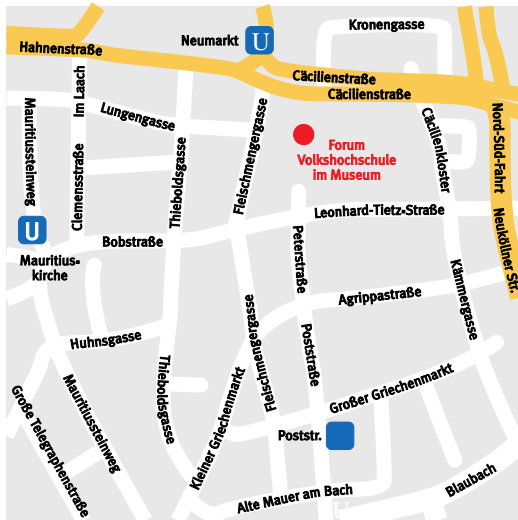 Kronengasse
Neumarkt
U
Hahnenstraße
Cäcilienstraße
Cäcilienstraße
Im Laach
Mauritiussteinweg
Lungengasse
Fleischmengergasse
Cäcilienkloster
Nord-Süd-Fahrt
Forum
Volkshochschule
im Museum
Clemensstraße
Thieboldsgasse
Leonhard-Tietz-Straße
Neuköllner Str.
U
Bobstraße
Peterstraße
Mauritius-
kirche
Kämmergasse
Agrippastraße
Fleischmengergasse
Poststraße
Huhnsgasse
Thieboldsgasse
Mauritiussteinweg
Kleiner Griechenmarkt
Großer Griechenmarkt
Große Telegraphenstraße
Poststr.
Blaubach
Alte Mauer am Bach